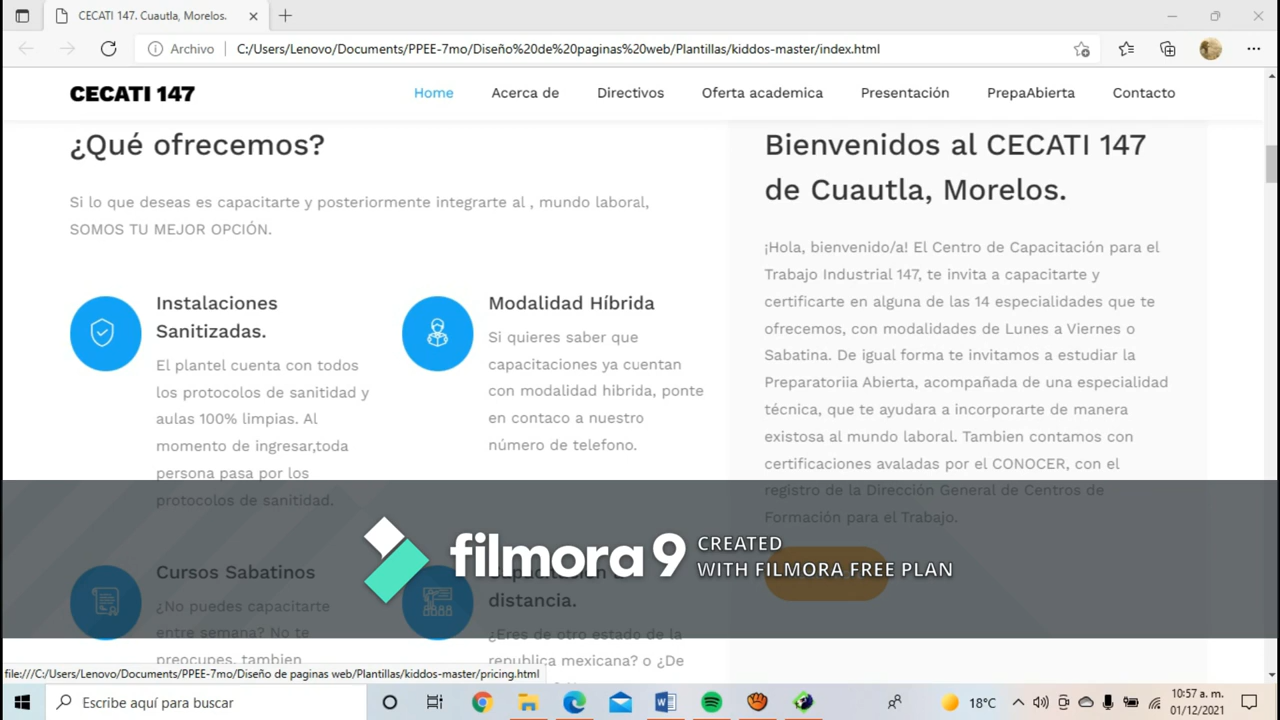 CECATI 147. Cuautla, Morelos.
Archivo
C:/Users/Lenovo/Documents/PPEE-7mo/Diseño%20de%20paginas%20web/Plantillas/kiddos-master/index.html
CECATI 147
Home
Acerca de
Directivos
Oferta academica
Presentación
PrepaAbierta
Contacto
¿Qué ofrecemos?
Si lo que deseas es capacitarte y posteriormente integrarte al , mundo laboral,
SOMOS TU MEJOR OPCIÓN.
Instalaciones
Sanitizadas.
El plantel cuenta con todos
los protocolos de sanitidad y
aulas 100% limpias. Al
momento de ingresar,toda
persona pasa por los
protocolos de sanitidad.
Modalidad Híbrida
Si quieres saber que
capacitaciones ya cuentan
con modalidad hibrida, ponte
en contaco a nuestro
número de telefono.
Cursos Sabatinos
¿No puedes capacitarte
entre semana? No te
preocupes, tambien
distancia.
¿Eres de otro estado de la
republica mexicana? o ¿De
Bienvenidos al CECATI 147
de Cuautla, Morelos.
¡Hola, bienvenido/a! El Centro de Capacitación para el
Trabajo Industrial 147, te invita a capacitarte y
certificarte en alguna de las 14 especialidades que te
ofrecemos, con modalidades de Lunes a Viernes o
Sabatina. De igual forma te invitamos a estudiar la
Preparatoriia Abierta, acompañada de una especialidad
técnica, que te ayudara a incorporarte de manera
existosa al mundo laboral. Tambien contamos con
certificaciones avaladas por el CONOCER, con el
registro de la Dirección General de Centros de
Formación para el Trabajo.
filmora 9
CREATED
WITH FILMORA FREE PLAN
file:///C:/Users/Lenovo/Documents/PPEE-7mo/Diseño de paginas web/Plantillas/kiddos-master/pricing.html
Escribe aquí para buscar
18°C
10:57 a. m.
01/12/2021